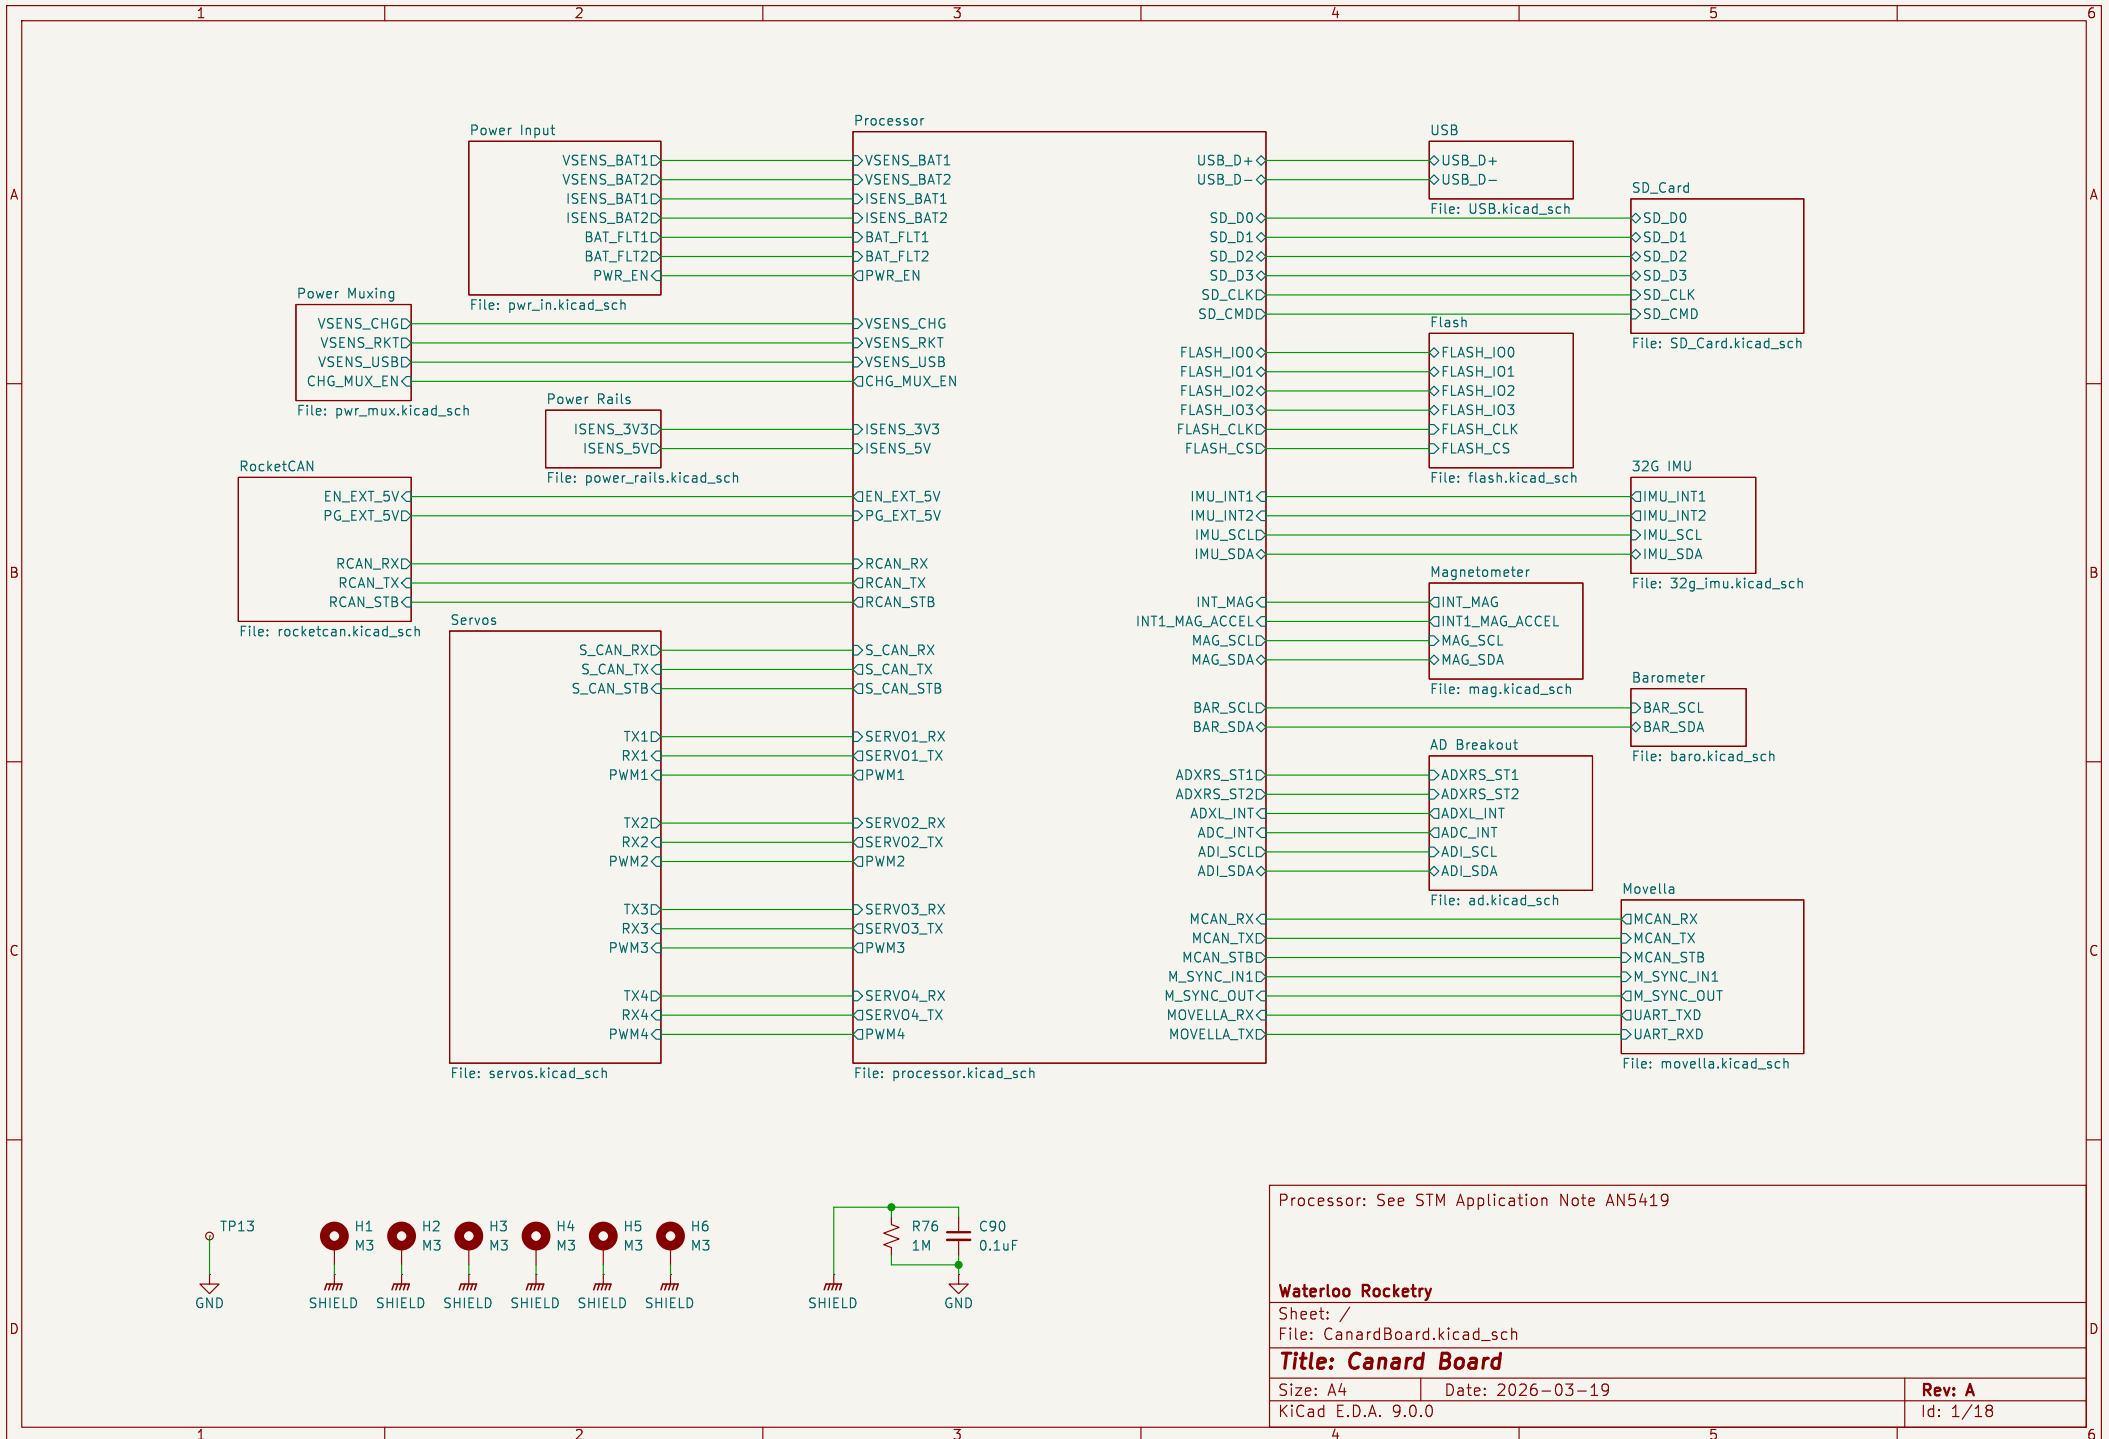 1 2 3 4 5 6
A
B
C
D
Power Input
VSENS_BAT1
VSENS_BAT2
ISENS_BAT1
ISENS_BAT2
BAT_FLT1
BAT_FLT2
PWR_EN
File: pwr_in.kicad_sch
Power Muxing
VSENS_CHG
VSENS_RKT
VSENS_USB
CHG_MUX_EN
File: pwr_mux.kicad_sch
Power Rails
ISENS_3V3
ISENS_5V
File: power_rails.kicad_sch
RocketCAN
EN_EXT_5V
PG_EXT_5V
RCAN_RX
RCAN_TX
RCAN_STB
File: rocketcan.kicad_sch
Servos
S_CAN_RX
S_CAN_TX
S_CAN_STB
TX1
RX1
PWM1
TX2
RX2
PWM2
TX3
RX3
PWM3
TX4
RX4
PWM4
File: servos.kicad_sch
Processor
VSENS_BAT1
VSENS_BAT2
ISENS_BAT1
ISENS_BAT2
BAT_FLT1
BAT_FLT2
PWR_EN
VSENS_CHG
VSENS_RKT
VSENS_USB
CHG_MUX_EN
ISENS_3V3
ISENS_5V
EN_EXT_5V
PG_EXT_5V
RCAN_RX
RCAN_TX
RCAN_STB
S_CAN_RX
S_CAN_TX
S_CAN_STB
SERVO1_RX
SERVO1_TX
PWM1
SERVO2_RX
SERVO2_TX
PWM2
SERVO3_RX
SERVO3_TX
PWM3
SERVO4_RX
SERVO4_TX
PWM4
USB_D+
USB_D-
SD_D0
SD_D1
SD_D2
SD_D3
SD_CLK
SD_CMD
FLASH_IO0
FLASH_IO1
FLASH_IO2
FLASH_IO3
FLASH_CLK
FLASH_CS
IMU_INT1
IMU_INT2
IMU_SCL
IMU_SDA
INT_MAG
INT1_MAG_ACCEL
MAG_SCL
MAG_SDA
BAR_SCL
BAR_SDA
ADXRS_ST1
ADXRS_ST2
ADXL_INT
ADC_INT
ADI_SCL
ADI_SDA
MCAN_RX
MCAN_TX
MCAN_STB
M_SYNC_IN1
M_SYNC_OUT
MOVELLA_RX
MOVELLA_TX
File: processor.kicad_sch
USB
USB_D+
USB_D-
File: USB.kicad_sch
SD_Card
SD_D0
SD_D1
SD_D2
SD_D3
SD_CLK
SD_CMD
File: SD_Card.kicad_sch
Flash
FLASH_IO0
FLASH_IO1
FLASH_IO2
FLASH_IO3
FLASH_CLK
FLASH_CS
File: flash.kicad_sch
32G IMU
IMU_INT1
IMU_INT2
IMU_SCL
IMU_SDA
File: 32g_imu.kicad_sch
Magnetometer
INT_MAG
INT1_MAG_ACCEL
MAG_SCL
MAG_SDA
File: mag.kicad_sch
Barometer
BAR_SCL
BAR_SDA
File: baro.kicad_sch
AD Breakout
ADXRS_ST1
ADXRS_ST2
ADXL_INT
ADC_INT
ADI_SCL
ADI_SDA
File: ad.kicad_sch
Movella
MCAN_RX
MCAN_TX
MCAN_STB
M_SYNC_IN1
M_SYNC_OUT
UART_TXD
UART_RXD
File: movella.kicad_sch
TP13
GND
H1
M3
SHIELD
H2
M3
SHIELD
H3
M3
SHIELD
H4
M3
SHIELD
H5
M3
SHIELD
H6
M3
SHIELD
R76
1M
C90
0.1uF
SHIELD
GND
Processor: See STM Application Note AN5419
Waterloo Rocketry
Sheet: /
File: CanardBoard.kicad_sch
Title: Canard Board
Size: A4 Date: 2026-03-19 Rev: A
KiCad E.D.A. 9.0.0 Id: 1/18
A
B
C
D
1 2 3 4 5 6